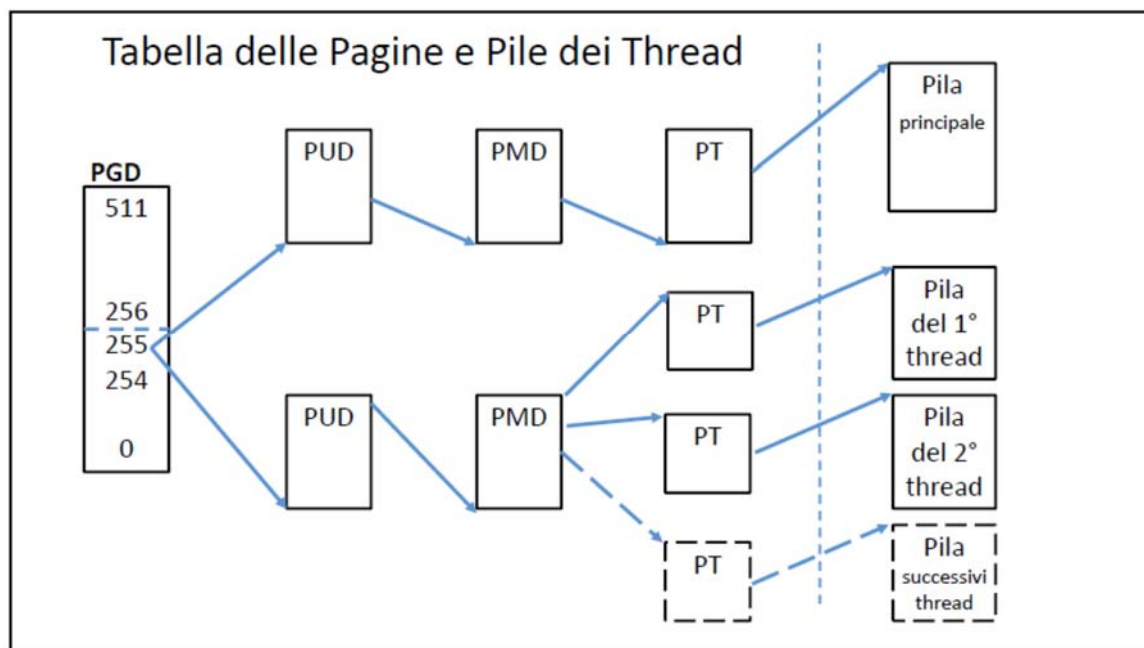 Tabella delle Pagine e Pile dei Thread
PGD
511
256
255
254
0
PUD
PMD
PT
Pila
principale
PT
Pila
del 1°
thread
PUD
PMD
PT
Pila
del 2°
thread
PT
Pila
successivi
thread